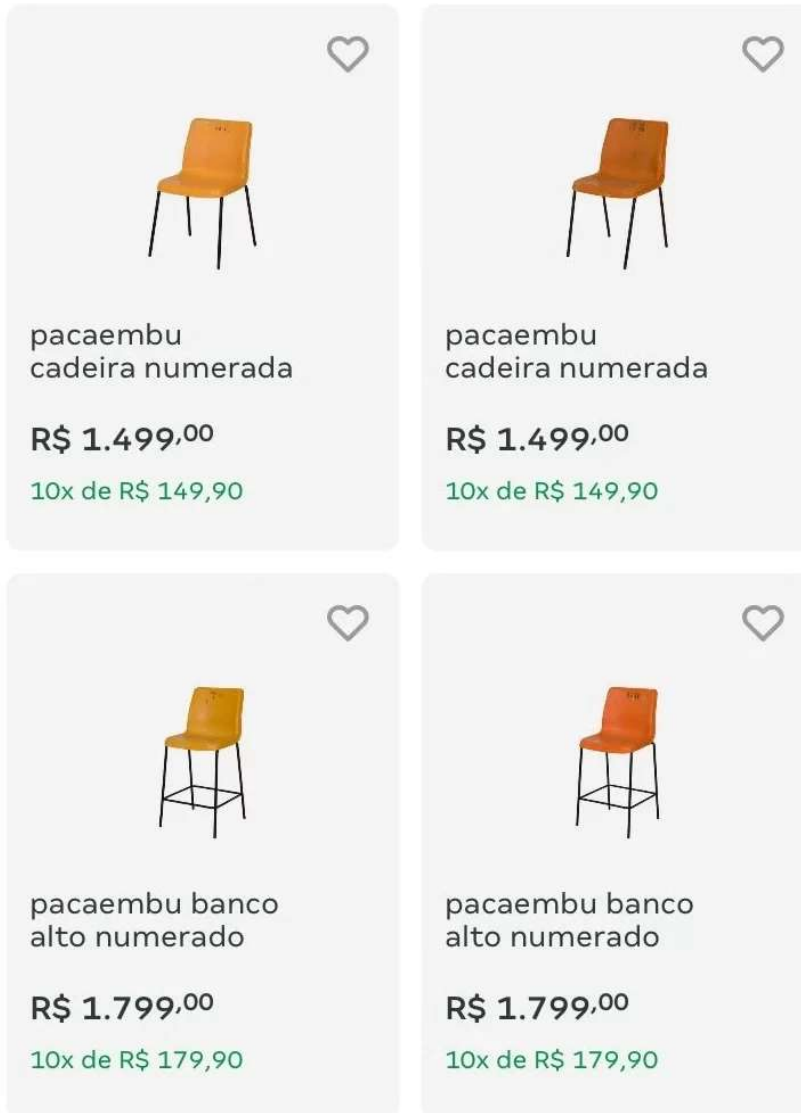 pacaembu
cadeira numerada
R$ 1.499,00
10x de R$ 149,90
pacaembu
cadeira numerada
R$ 1.499,00
10x de R$ 149,90
pacaembu banco
alto numerado
R$ 1.799,00
10x de R$ 179,90
pacaembu banco
alto numerado
R$ 1.799,00
10x de R$ 179,90